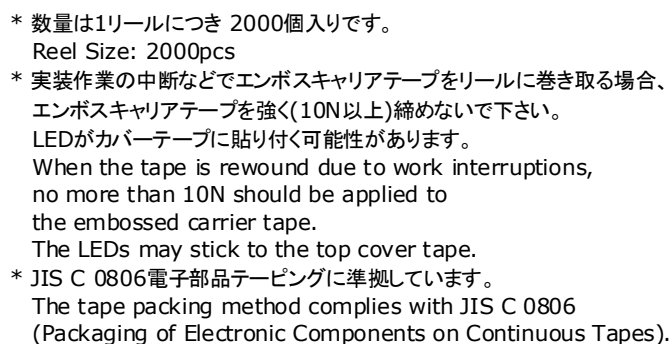 * 数量は1リールにつき 2000個入りです。
Reel Size: 2000pcs
* 実装作業の中断などでエンボスキャリアテープをリールに巻き取る場合、
エンボスキャリアテープを強く(10N以上)締めないで下さい。
LEDがカバーテープに貼り付く可能性があります。
When the tape is rewound due to work interruptions,
no more than 10N should be applied to
the embossed carrier tape.
The LEDs may stick to the top cover tape.
* JIS C 0806電子部品テーピングに準拠しています。
The tape packing method complies with JIS C 0806
(Packaging of Electronic Components on Continuous Tapes).